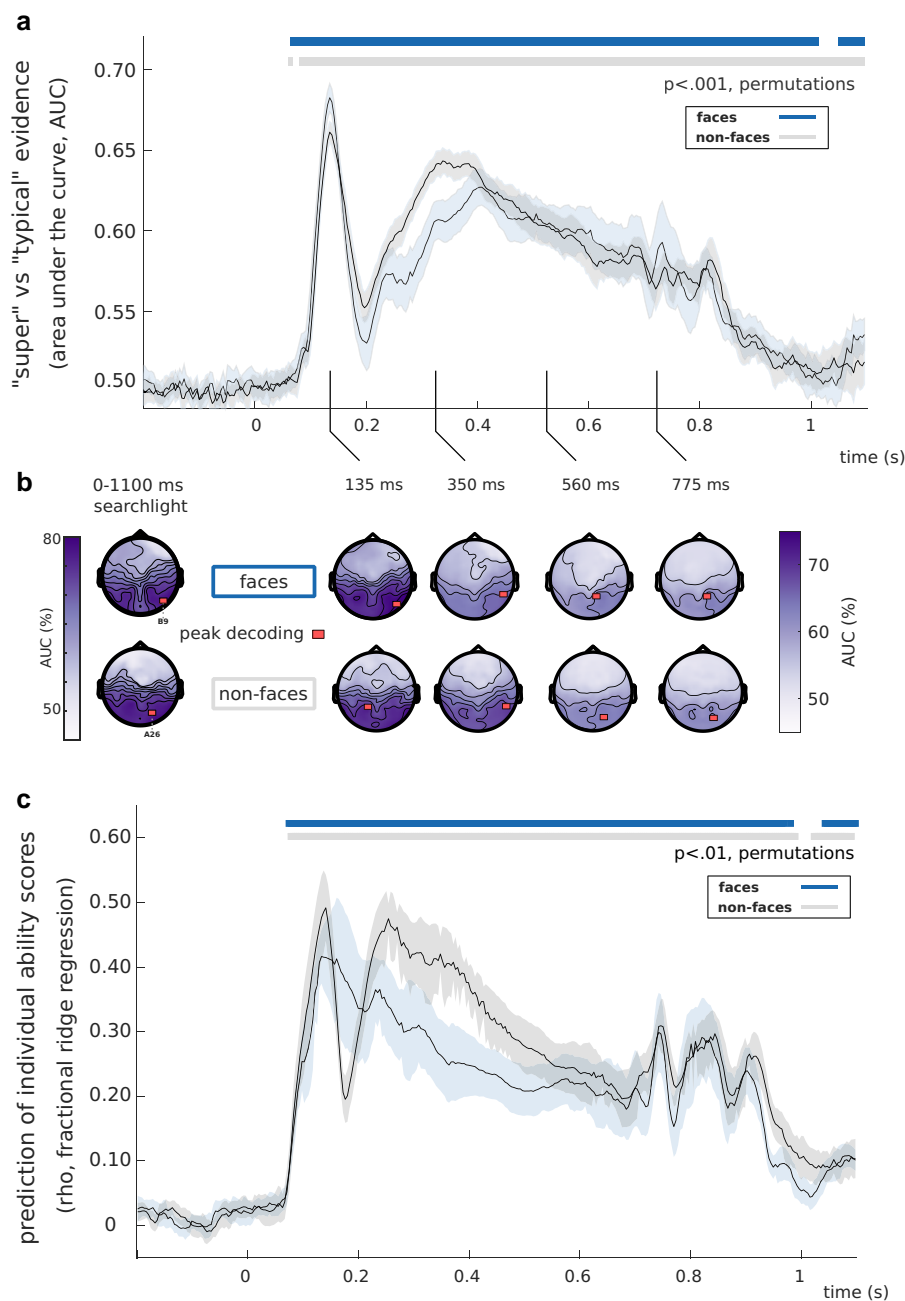 a
"super" vs "typical" evidence
(area under the curve, AUC)
0.70
0.65
0.60
0.55
0.50
p<.001, permutations
faces
non-faces
0
0.2
0.4
0.6
0.8
1
time (s)
b
0-1100 ms
searchlight
135 ms
350 ms
560 ms
775 ms
80
50
AUC (%)
B9
faces
peak decoding
non-faces
A26
70
60
50
AUC (%)
c
prediction of individual ability scores
(rho, fractional ridge regression)
0.60
0.50
0.40
0.30
0.20
0.10
0
p<.01, permutations
faces
non-faces
0
0.2
0.4
0.6
0.8
1
time (s)